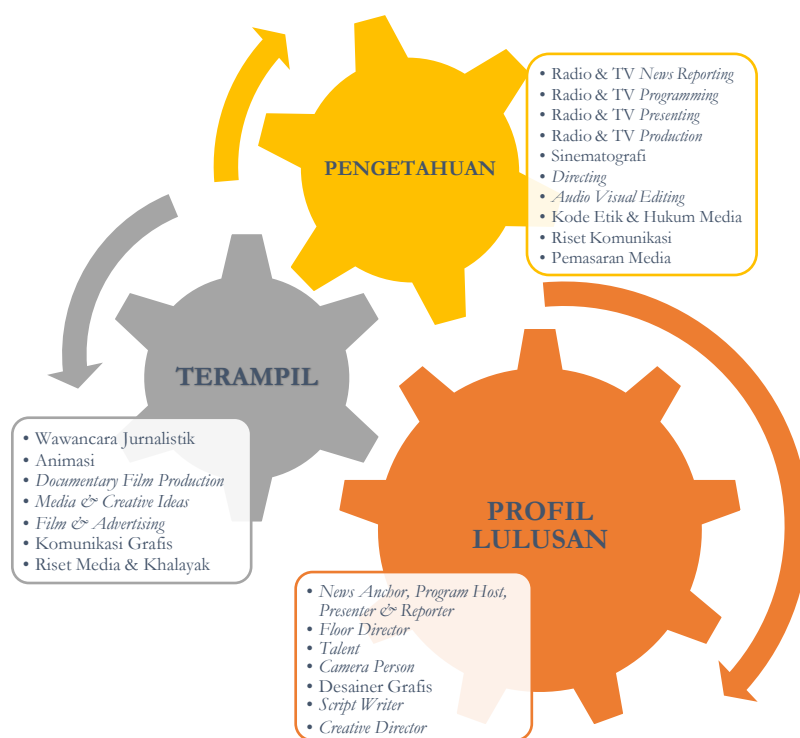 PENGETAHUAN
• Radio & TV News Reporting
• Radio & TV Programming
• Radio & TV Presenting
• Radio & TV Production
• Sinematografi
• Directing
• Audio Visual Editing
• Kode Etik & Hukum Media
• Riset Komunikasi
• Pemasaran Media
TERAMPIL
• Wawancara Jurnalistik
• Animasi
• Documentary Film Production
• Media & Creative Ideas
• Film & Advertising
• Komunikasi Grafis
• Riset Media & Khalayak
PROFIL
LULUSAN
• News Anchor, Program Host,
Presenter & Reporter
• Floor Director
• Talent
• Camera Person
• Desainer Grafis
• Script Writer
• Creative Director